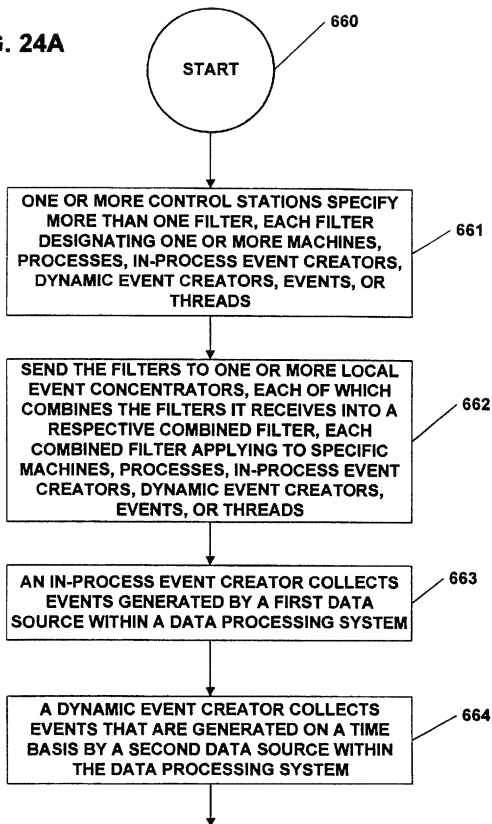 G. 24A
660
START
ONE OR MORE CONTROL STATIONS SPECIFY
MORE THAN ONE FILTER, EACH FILTER
DESIGNATING ONE OR MORE MACHINES,
PROCESSES, IN-PROCESS EVENT CREATORS,
DYNAMIC EVENT CREATORS, EVENTS, OR
THREADS
661
SEND THE FILTERS TO ONE OR MORE LOCAL
EVENT CONCENTRATORS, EACH OF WHICH
COMBINES THE FILTERS IT RECEIVES INTO A
RESPECTIVE COMBINED FILTER, EACH
COMBINED FILTER APPLYING TO SPECIFIC
MACHINES, PROCESSES, IN-PROCESS EVENT
CREATORS, DYNAMIC EVENT CREATORS,
EVENTS, OR THREADS
662
AN IN-PROCESS EVENT CREATOR COLLECTS
EVENTS GENERATED BY A FIRST DATA
SOURCE WITHIN A DATA PROCESSING SYSTEM
663
A DYNAMIC EVENT CREATOR COLLECTS
EVENTS THAT ARE GENERATED ON A TIME
BASIS BY A SECOND DATA SOURCE WITHIN
THE DATA PROCESSING SYSTEM
664